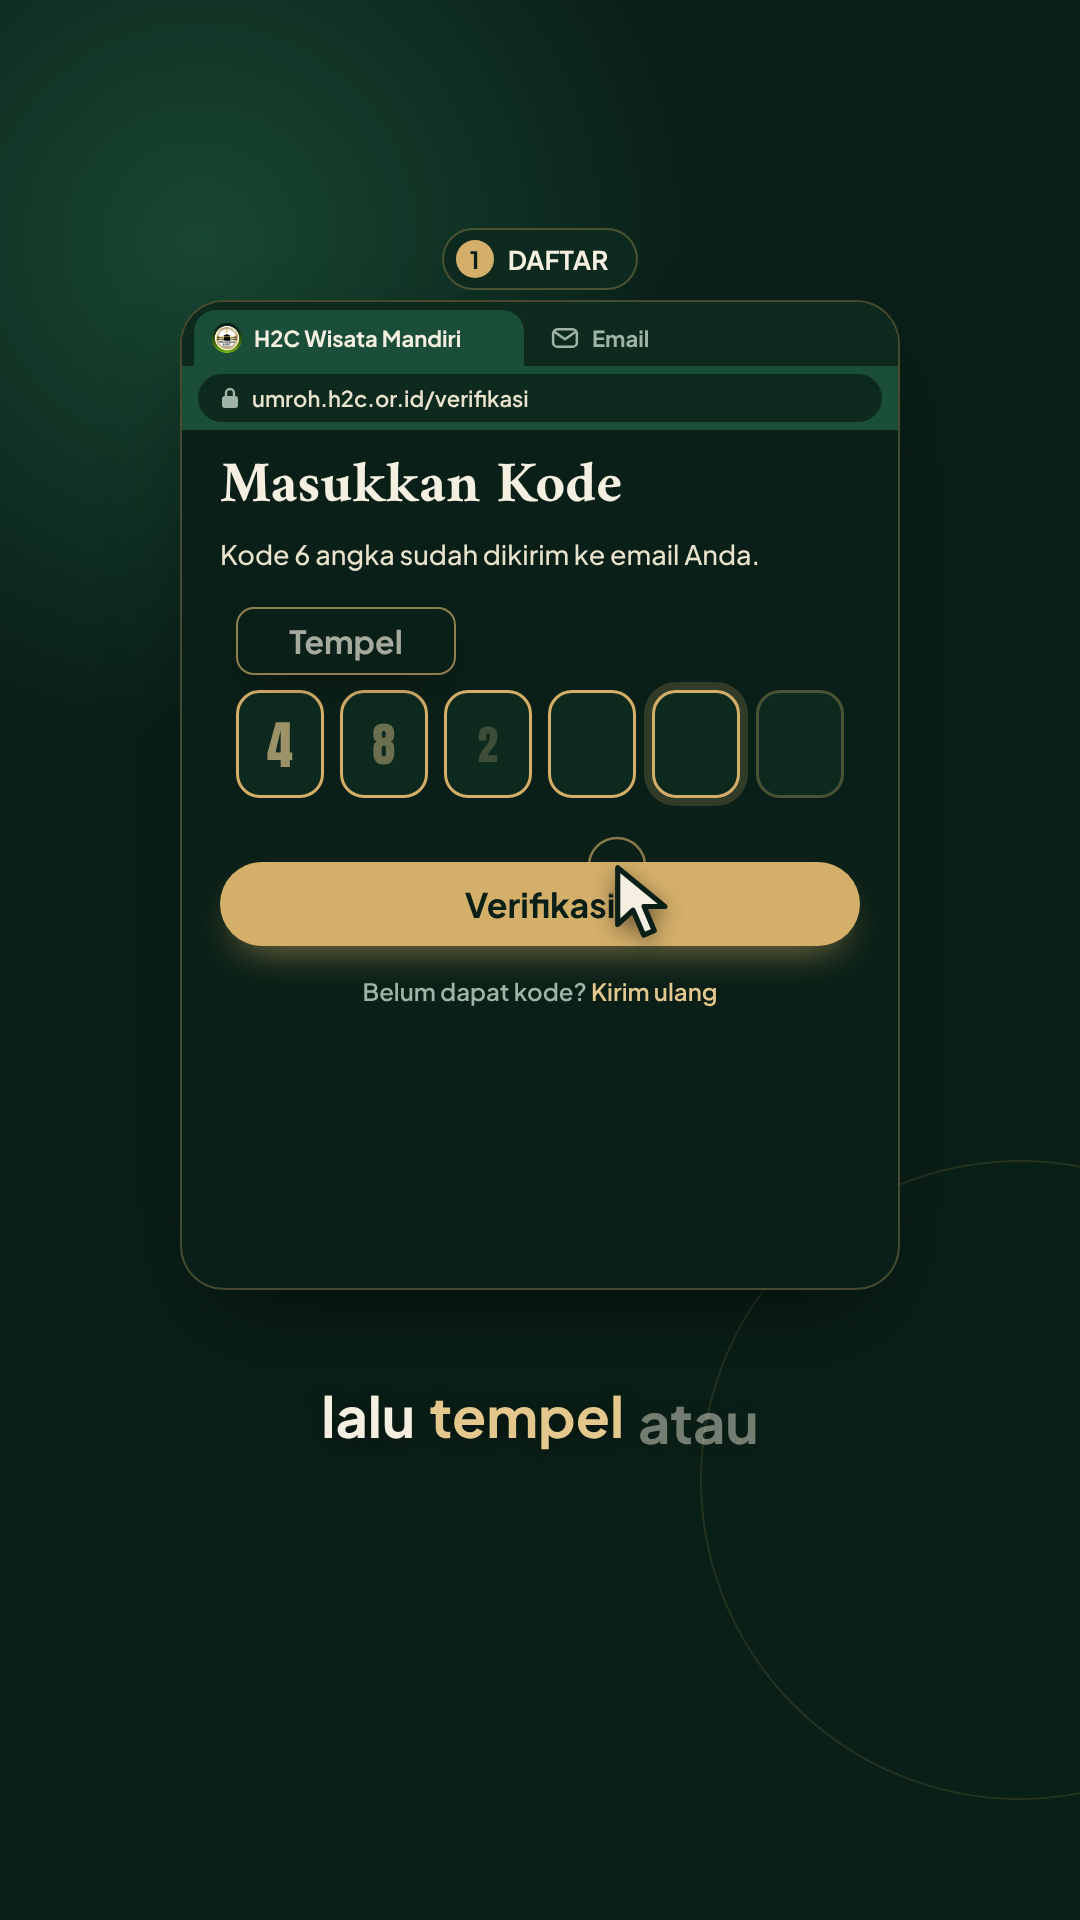 1 DAFTAR
H2C Wisata Mandiri
Email
umroh.h2c.or.id/verifikasi
Masukkan Kode
Kode 6 angka sudah dikirim ke email Anda.
Tempel
4 8 2
Verifikasi
Belum dapat kode? Kirim ulang
lalu tempel atau